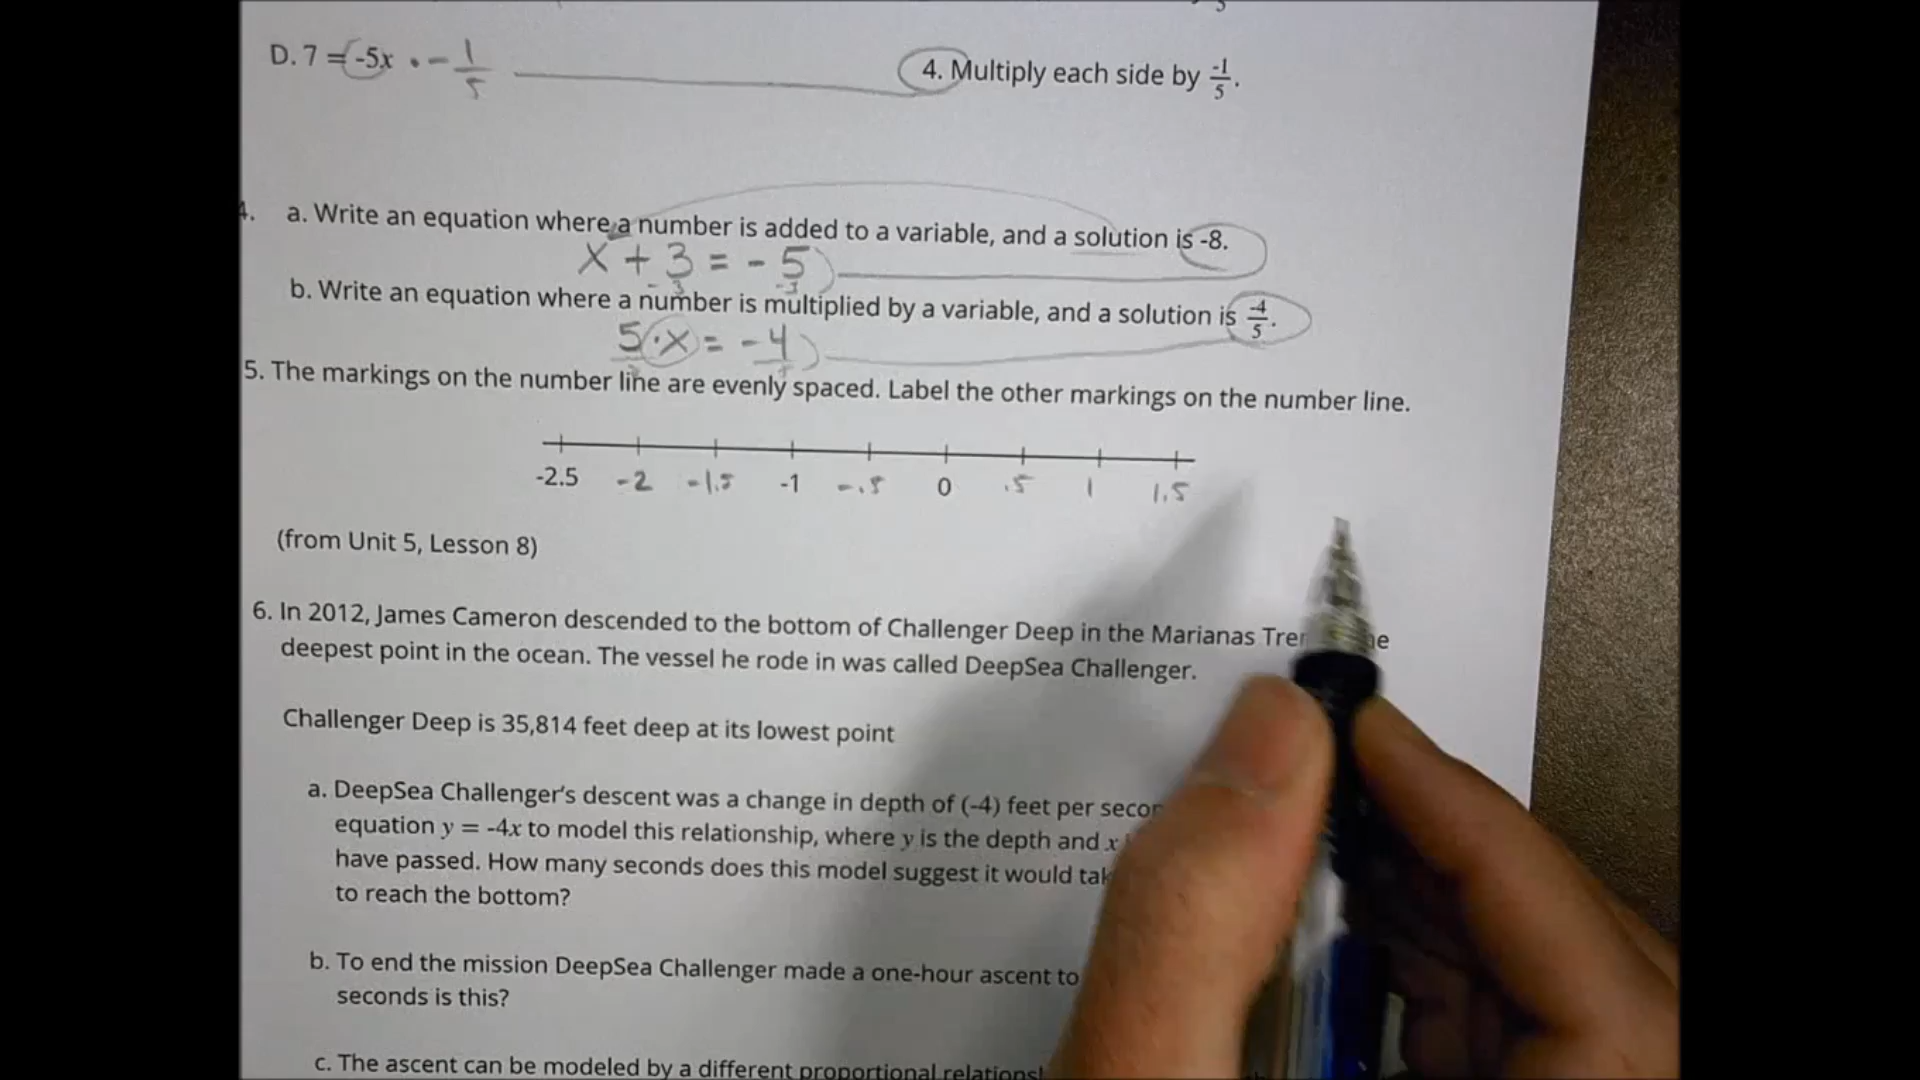 D. 7 = -5x · - 1/5
4. Multiply each side by -1/5.
4. a. Write an equation where a number is added to a variable, and a solution is -8.
x + 3 = - 5
-3 -3
b. Write an equation where a number is multiplied by a variable, and a solution is -4/5.
5 · x = - 4
5. The markings on the number line are evenly spaced. Label the other markings on the number line.
-2.5 -2 -1.5 -1 -.5 0 .5 1 1.5
(from Unit 5, Lesson 8)
6. In 2012, James Cameron descended to the bottom of Challenger Deep in the Marianas
deepest point in the ocean. The vessel he rode in was called DeepSea Challenger.
Challenger Deep is 35,814 feet deep at its lowest point
a. DeepSea Challenger's descent was a change in depth of (-4) feet per
equation y = -4x to model this relationship, where y is the depth and x
have passed. How many seconds does this model suggest it would
to reach the bottom?
b. To end the mission DeepSea Challenger made a one-hour ascent to
seconds is this?
c. The ascent can be modeled by a different proportional